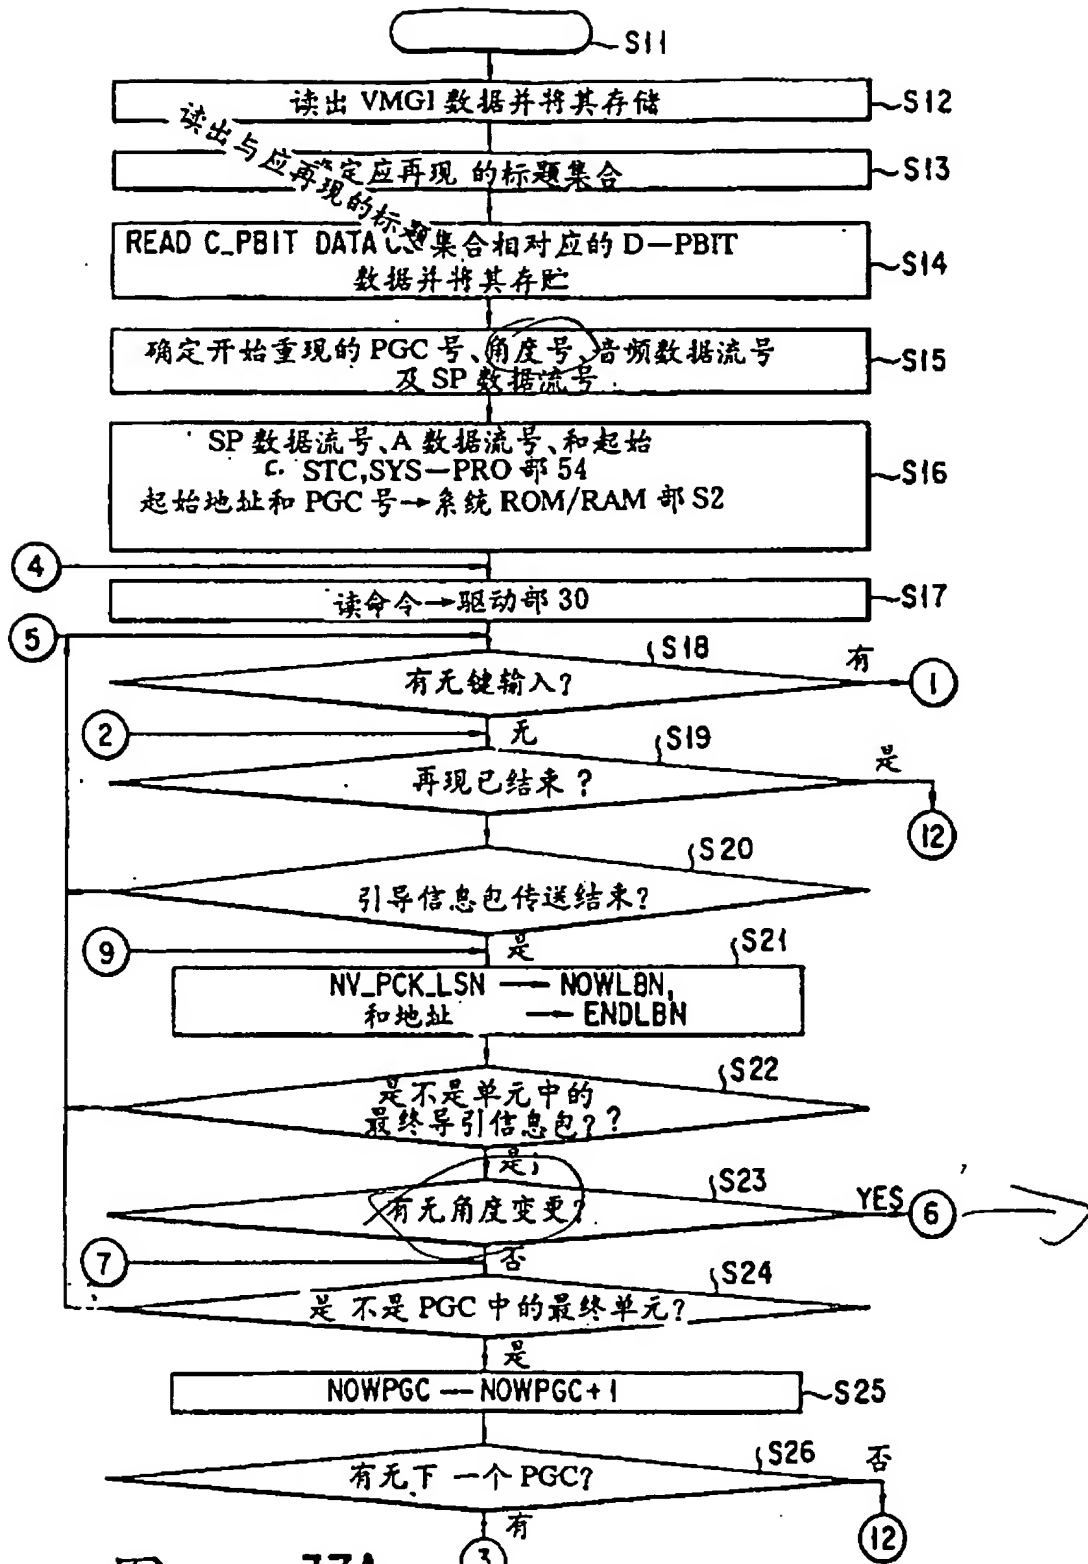 S11
读出 VMGI 数据并将其存储
S12
读出与应再现的标题
定应再现 的标题集合
S13
READ C_PBIT DATA 集合相对应的 D—PBIT
数据并将其存贮
S14
确定开始重现的 PGC 号、角度号、音频数据流号
及 SP 数据流号
S15
SP 数据流号、A 数据流号、和起始
STC,SYS—PRO 部 54
起始地址和 PGC 号→系统 ROM/RAM 部 S2
S16
4
读命令→驱动部 30
S17
5
S18
有无键输入?
有
1
2
无
S19
再现已结束 ?
是
12
S20
引导信息包传送结束?
9
是
S21
NV_PCK_LSN → NOWLBN,
和地址 → ENDLBN
S22
是不是单元中的
最终导引信息包??
是;
S23
有无角度变更?
YES
6
7
否
S24
是 不是 PGC 中的最终单元?
是
NOWPGC — NOWPGC+1
S25
S26
有无下 一个 PGC?
否
12
有
3
77A